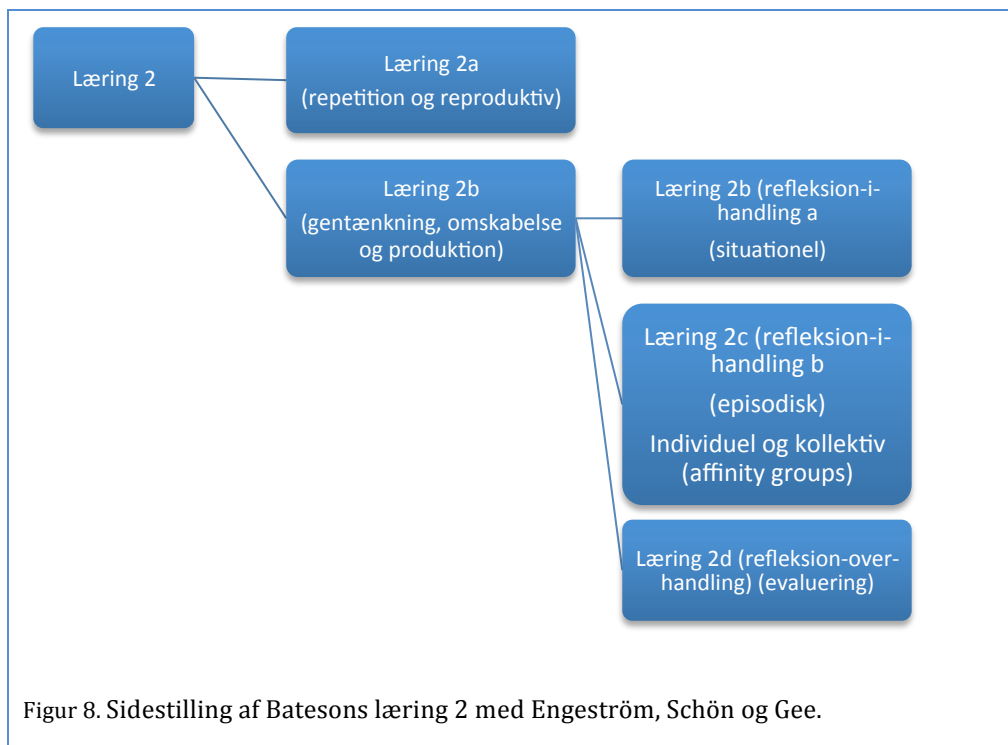 Læring 2
Læring 2a
(repetition og reproduktiv)
Læring 2b
(gentænkning, omskabelse
og produktion)
Læring 2b (refleksion-i-
handling a
(situationel)
Læring 2c (refleksion-i-
handling b
(episodisk)
Individuel og kollektiv
(affinity groups)
Læring 2d (refleksion-over-
handling) (evaluering)
Figur 8. Sidestilling af Batesons læring 2 med Engeström, Schön og Gee.